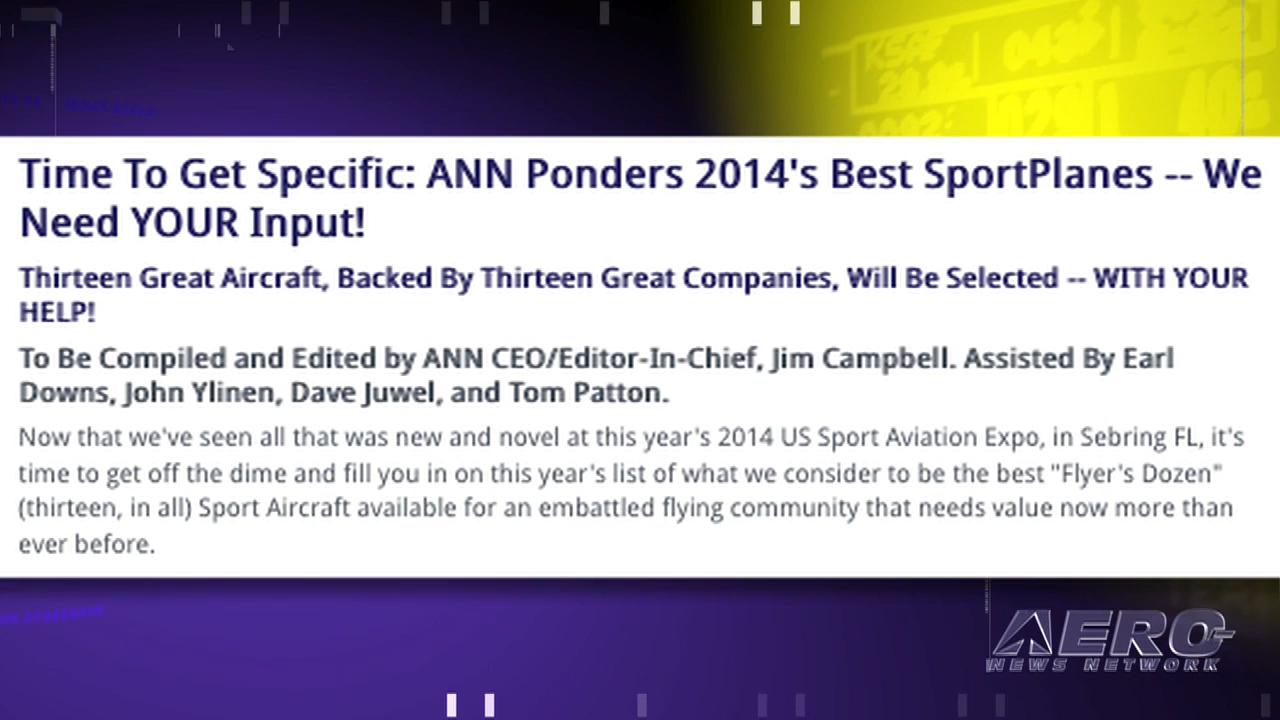 Time To Get Specific: ANN Ponders 2014's Best SportPlanes -- We
Need YOUR Input!
Thirteen Great Aircraft, Backed By Thirteen Great Companies, Will Be Selected -- WITH YOUR
HELP!
To Be Compiled and Edited by ANN CEO/Editor-In-Chief, Jim Campbell. Assisted By Earl
Downs, John Ylinen, Dave Juwel, and Tom Patton.
Now that we've seen all that was new and novel at this year's 2014 US Sport Aviation Expo, in Sebring FL, it's
time to get off the dime and fill you in on this year's list of what we consider to be the best "Flyer's Dozen"
(thirteen, in all) Sport Aircraft available for an embattled flying community that needs value now more than
ever before.
AERO
NEWS NETWORK